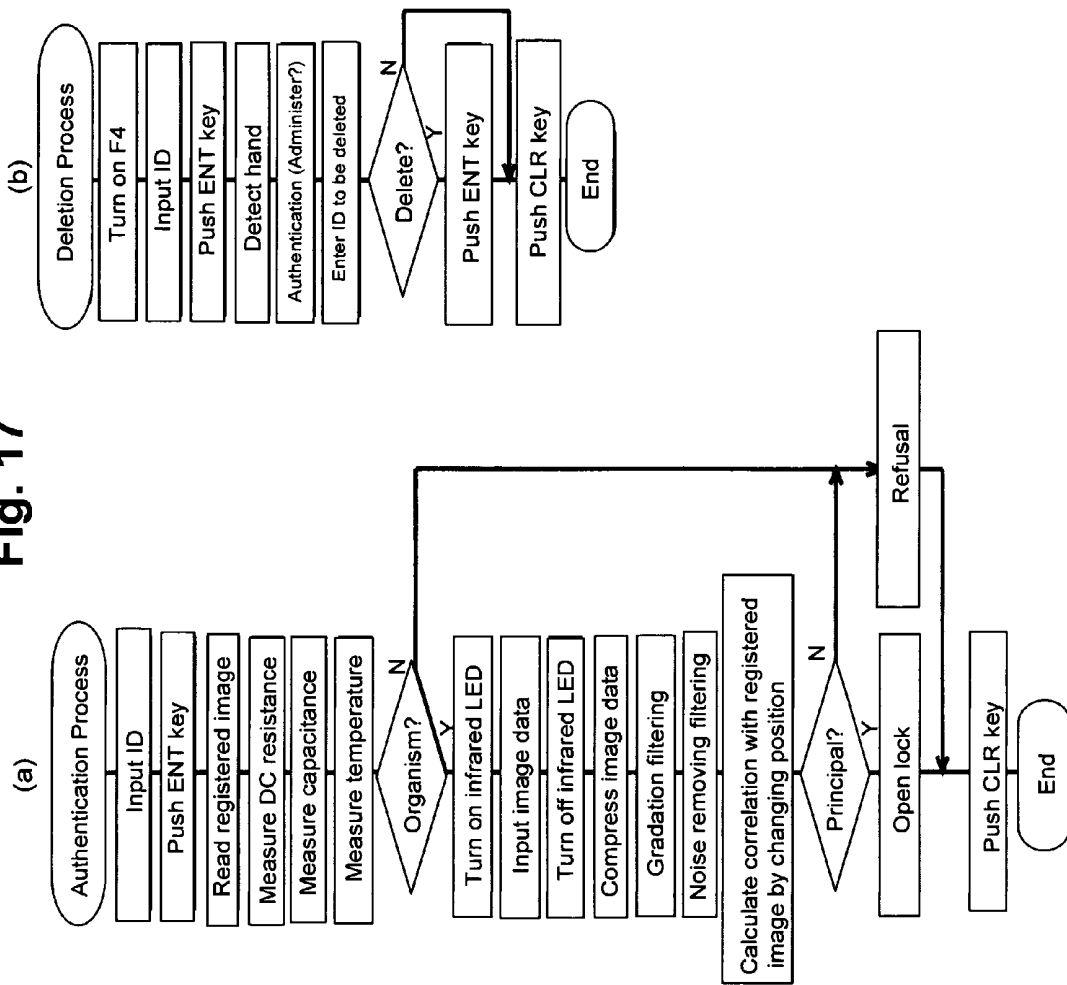 Fig. 17
(a)
Authentication Process
Input ID
Push ENT key
Read registered image
Measure DC resistance
Measure capacitance
Measure temperature
Organism?
N
Y
Turn on infrared LED
Input image data
Turn off infrared LED
Compress image data
Gradation filtering
Noise removing filtering
Calculate correlation with registered
image by changing position
Principal?
N
Y
Open lock
Refusal
Push CLR key
End
(b)
Deletion Process
Turn on F4
Input ID
Push ENT key
Detect hand
Authentication (Administer?)
Enter ID to be deleted
Delete?
N
Y
Push ENT key
Push CLR key
End